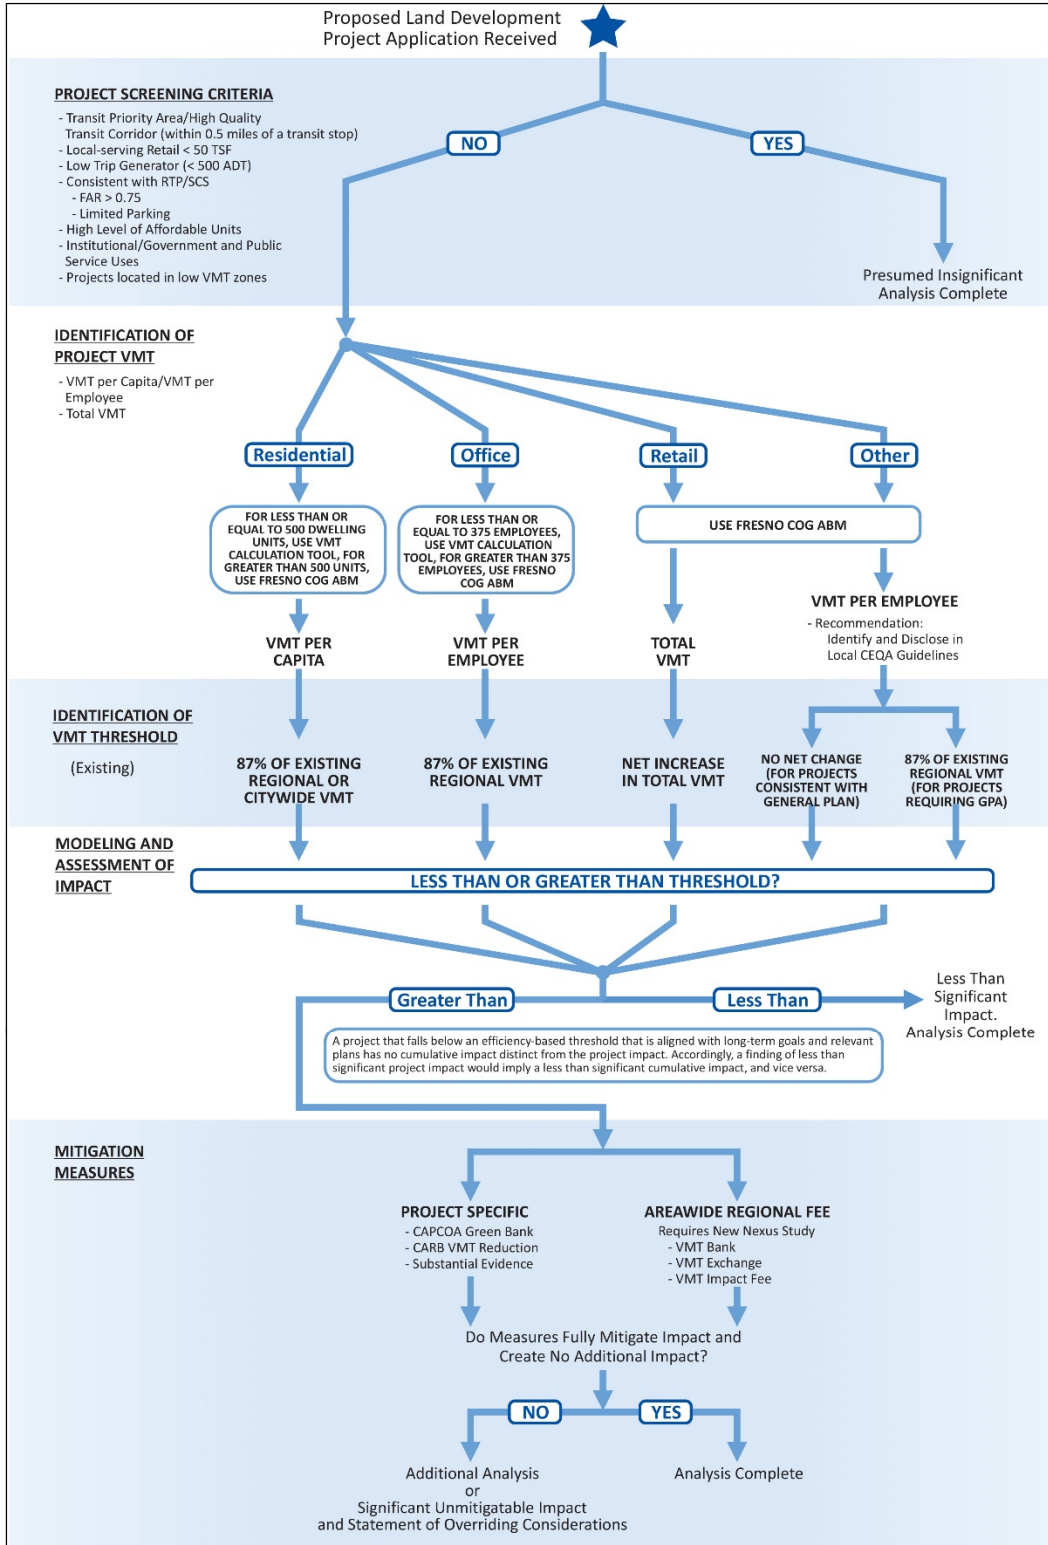 Proposed Land Development
Project Application Received
PROJECT SCREENING CRITERIA
- Transit Priority Area/High Quality
Transit Corridor (within 0.5 miles of a transit stop)
- Local-serving Retail < 50 TSF
- Low Trip Generator (< 500 ADT)
- Consistent with RTP/SCS
- FAR > 0.75
- Limited Parking
- High Level of Affordable Units
- Institutional/Government and Public
Service Uses
- Projects located in low VMT zones
NO
YES
Presumed Insignificant
Analysis Complete
IDENTIFICATION OF
PROJECT VMT
- VMT per Capita/VMT per
Employee
- Total VMT
Residential
Office
Retail
Other
FOR LESS THAN OR
EQUAL TO 500 DWELLING
UNITS, USE VMT
CALCULATION TOOL, FOR
GREATER THAN 500 UNITS,
USE FRESNO COG ABM
FOR LESS THAN OR
EQUAL TO 375 EMPLOYEES,
USE VMT CALCULATION
TOOL, FOR GREATER THAN 375
EMPLOYEES, USE FRESNO
COG ABM
USE FRESNO COG ABM
VMT PER
CAPITA
VMT PER
EMPLOYEE
TOTAL
VMT
VMT PER EMPLOYEE
- Recommendation:
Identify and Disclose in
Local CEQA Guidelines
IDENTIFICATION OF
VMT THRESHOLD
(Existing)
87% OF EXISTING
REGIONAL OR
CITYWIDE VMT
87% OF EXISTING
REGIONAL VMT
NET INCREASE
IN TOTAL VMT
NO NET CHANGE
(FOR PROJECTS
CONSISTENT WITH
GENERAL PLAN)
87% OF EXISTING
REGIONAL VMT
(FOR PROJECTS
REQUIRING GPA)
MODELING AND
ASSESSMENT OF
IMPACT
LESS THAN OR GREATER THAN THRESHOLD?
Greater Than
Less Than
Less Than
Significant
Impact.
Analysis Complete
A project that falls below an efficiency-based threshold that is aligned with long-term goals and relevant
plans has no cumulative impact distinct from the project impact. Accordingly, a finding of less than
significant project impact would imply a less than significant cumulative impact, and vice versa.
MITIGATION
MEASURES
PROJECT SPECIFIC
- CAPCOA Green Bank
- CARB VMT Reduction
- Substantial Evidence
AREAWIDE REGIONAL FEE
Requires New Nexus Study
- VMT Bank
- VMT Exchange
- VMT Impact Fee
Do Measures Fully Mitigate Impact and
Create No Additional Impact?
NO
YES
Additional Analysis
or
Significant Unmitigatable Impact
and Statement of Overriding Considerations
Analysis Complete